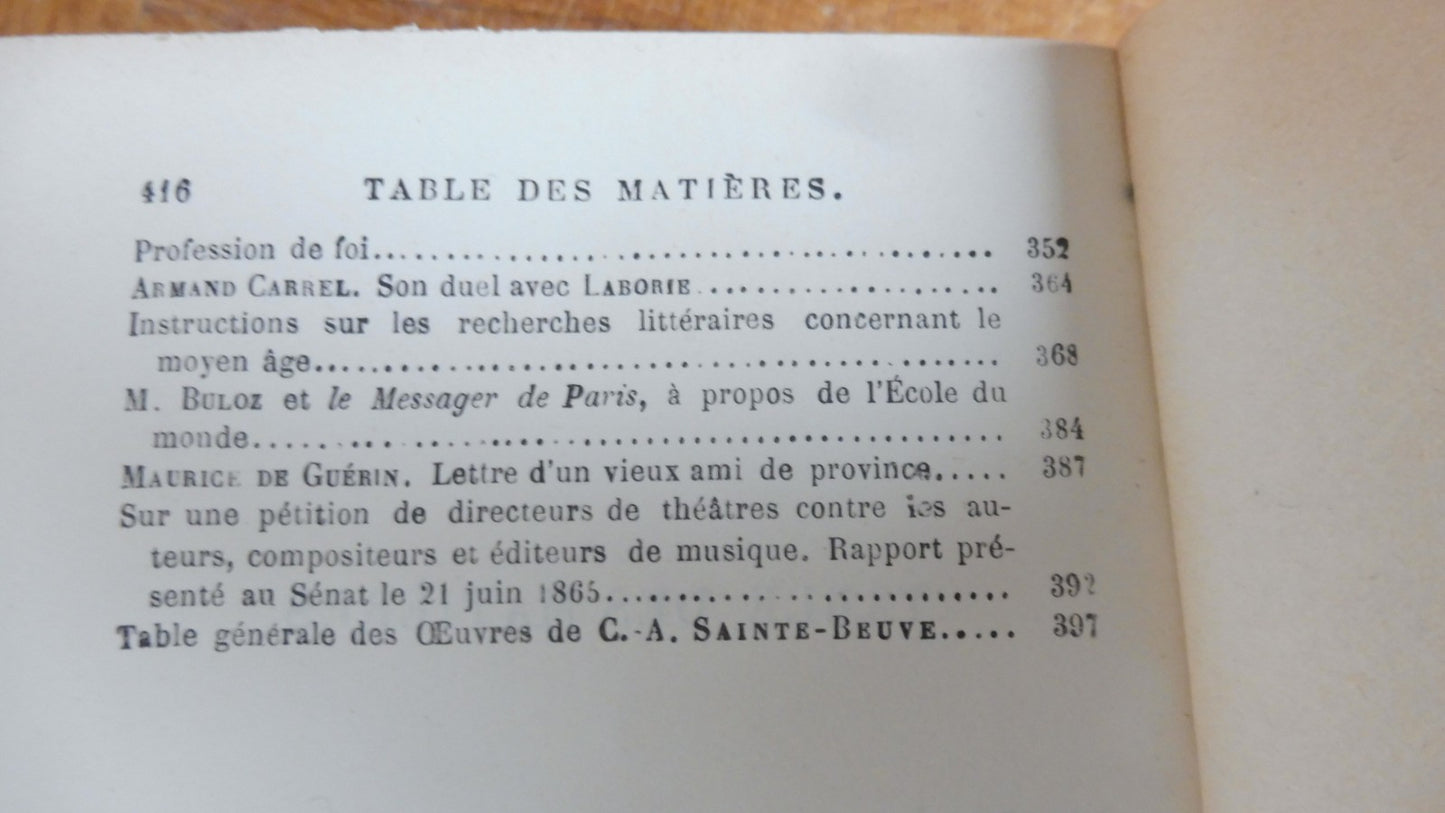 416 TABLE DES MATIÈRES.
Profession de foi........................................ 352
ARMAND CARREL. Son duel avec LABORIE.................... 364
Instructions sur les recherches littéraires concernant le
moyen âge........................................ 368
M. BULOZ et le Messager de Paris, à propos de l'École du
monde........................................ 384
MAURICE DE GUÉRIN. Lettre d'un vieux ami de province..... 387
Sur une pétition de directeurs de théâtres contre les au-
teurs, compositeurs et éditeurs de musique. Rapport pré-
senté au Sénat le 21 juin 1865........................ 392
Table générale des Œuvres de C.-A. SAINTE-BEUVE..... 397